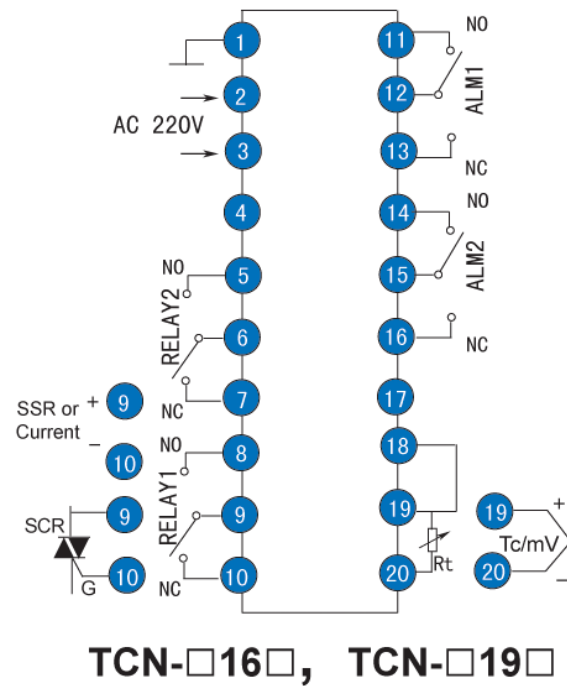 1
11
NO
2
12
ALM1
AC 220V
3
13
NC
4
14
NO
NO
5
15
ALM2
RELAY2
6
16
NC
NC
7
17
SSR or
Current
+
9
−
10
NO
8
18
RELAY1
SCR
9
9
19
19
+
Tc/mV
Rt
G
10
NC
10
20
20
−
TCN-□16□, TCN-□19□